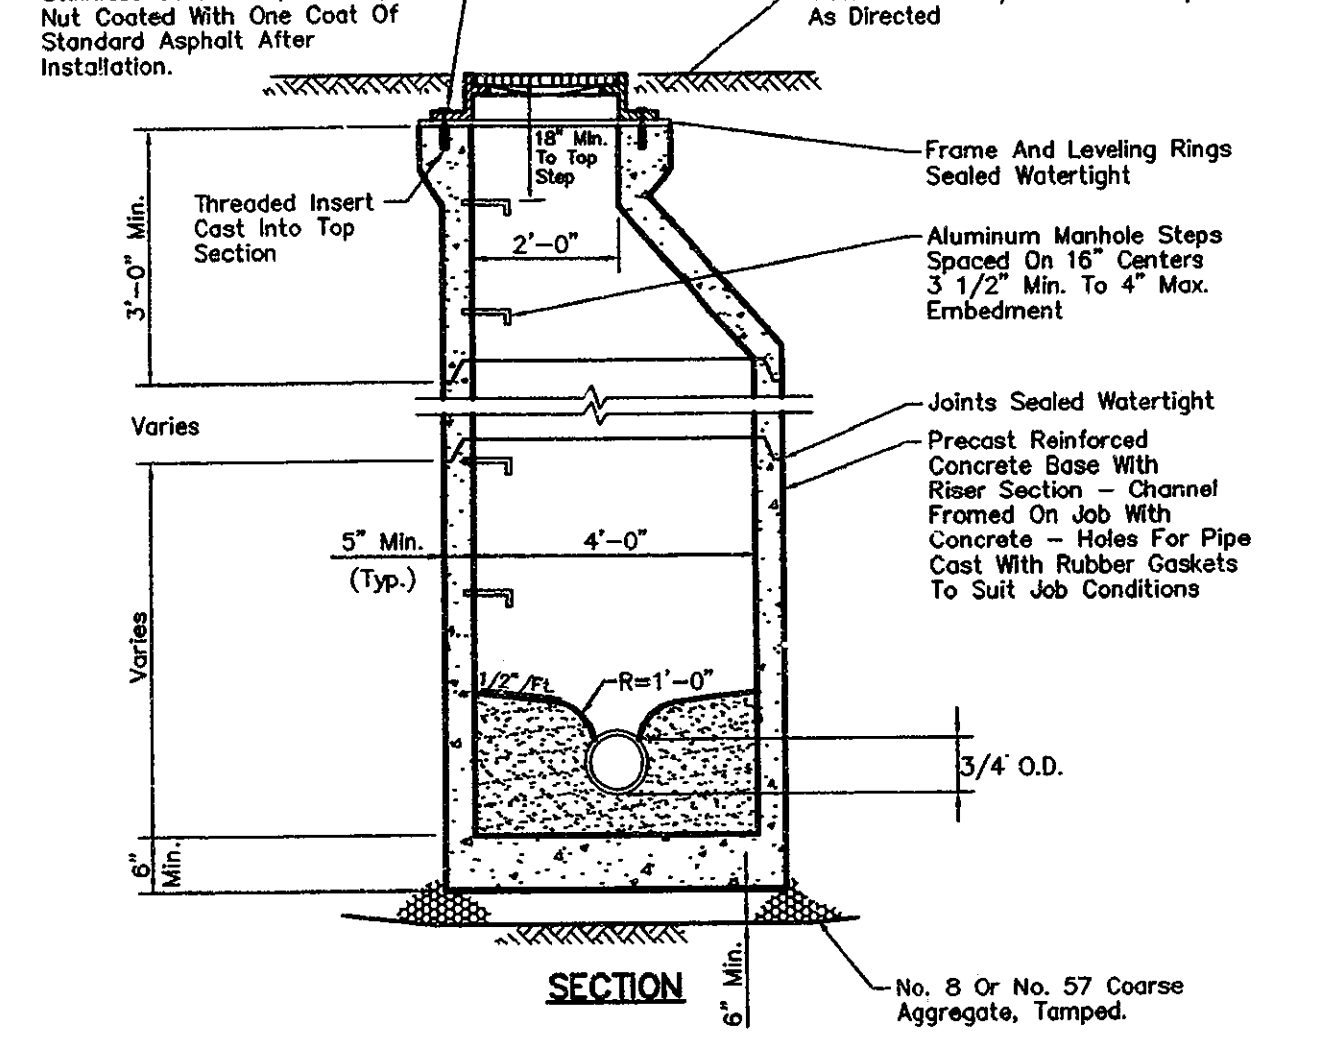 Nut Coated With One Coat Of
Standard Asphalt After
Installation.
As Directed
18" Min.
To Top
Step
Frame And Leveling Rings
Sealed Watertight
3'-0" Min.
Threaded Insert
Cast Into Top
Section
2'-0"
Aluminum Manhole Steps
Spaced On 16" Centers
3 1/2" Min. To 4" Max.
Embedment
Varies
Joints Sealed Watertight
Precast Reinforced
Concrete Base With
Riser Section – Channel
Fromed On Job With
Concrete – Holes For Pipe
Cast With Rubber Gaskets
To Suit Job Conditions
5" Min.
(Typ.)
4'-0"
Varies
1/2"/Ft.
R=1'-0"
3/4 O.D.
6"
Min.
SECTION
6" Min.
No. 8 Or No. 57 Coarse
Aggregate, Tamped.